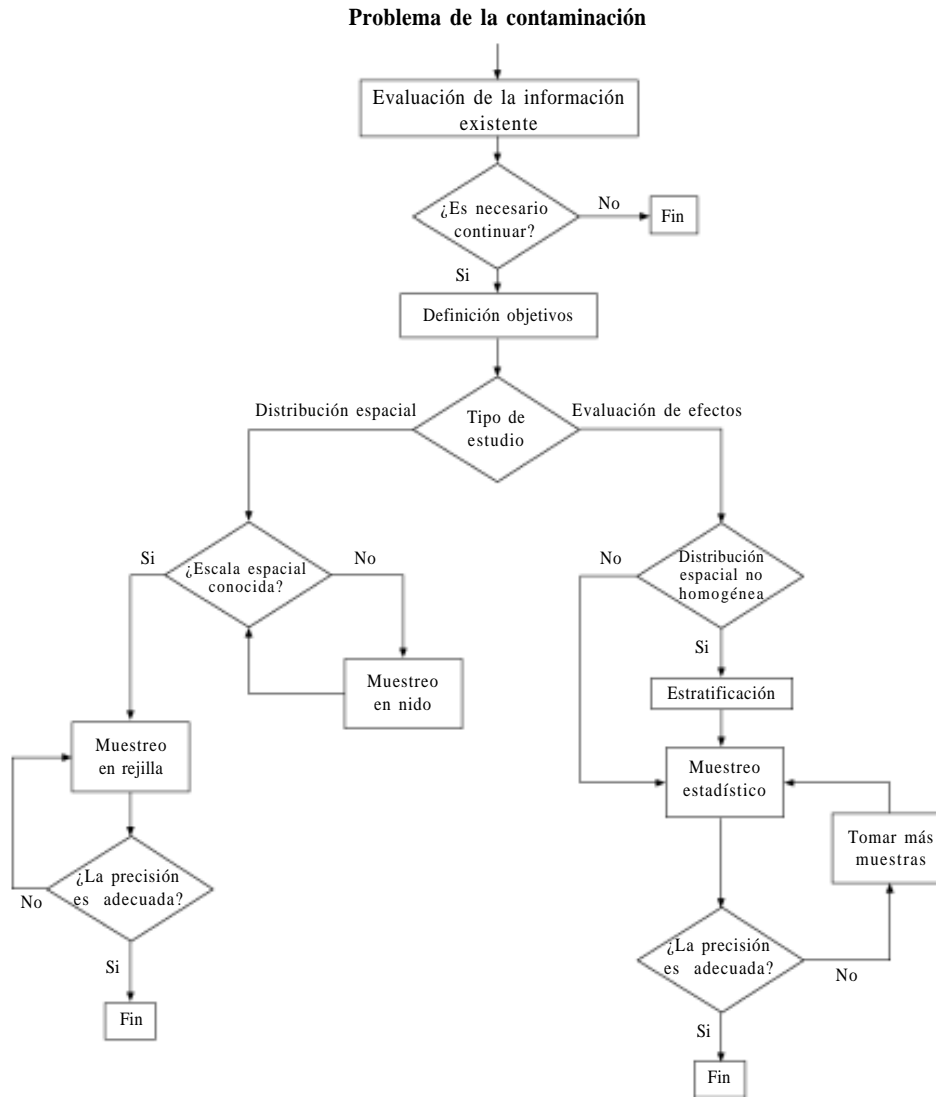 Problema de la contaminación
Evaluación de la información
existente
¿Es necesario
continuar?
No
Fin
Si
Definición objetivos
Distribución espacial
Tipo de
estudio
Evaluación de efectos
Si
¿Escala espacial
conocida?
No
Muestreo
en nido
Muestreo
en rejilla
¿La precisión
es adecuada?
No
Si
Fin
No
Distribución
espacial no
homogénea
Si
Estratificación
Muestreo
estadístico
Tomar más
muestras
¿La precisión
es adecuada?
No
Si
Fin